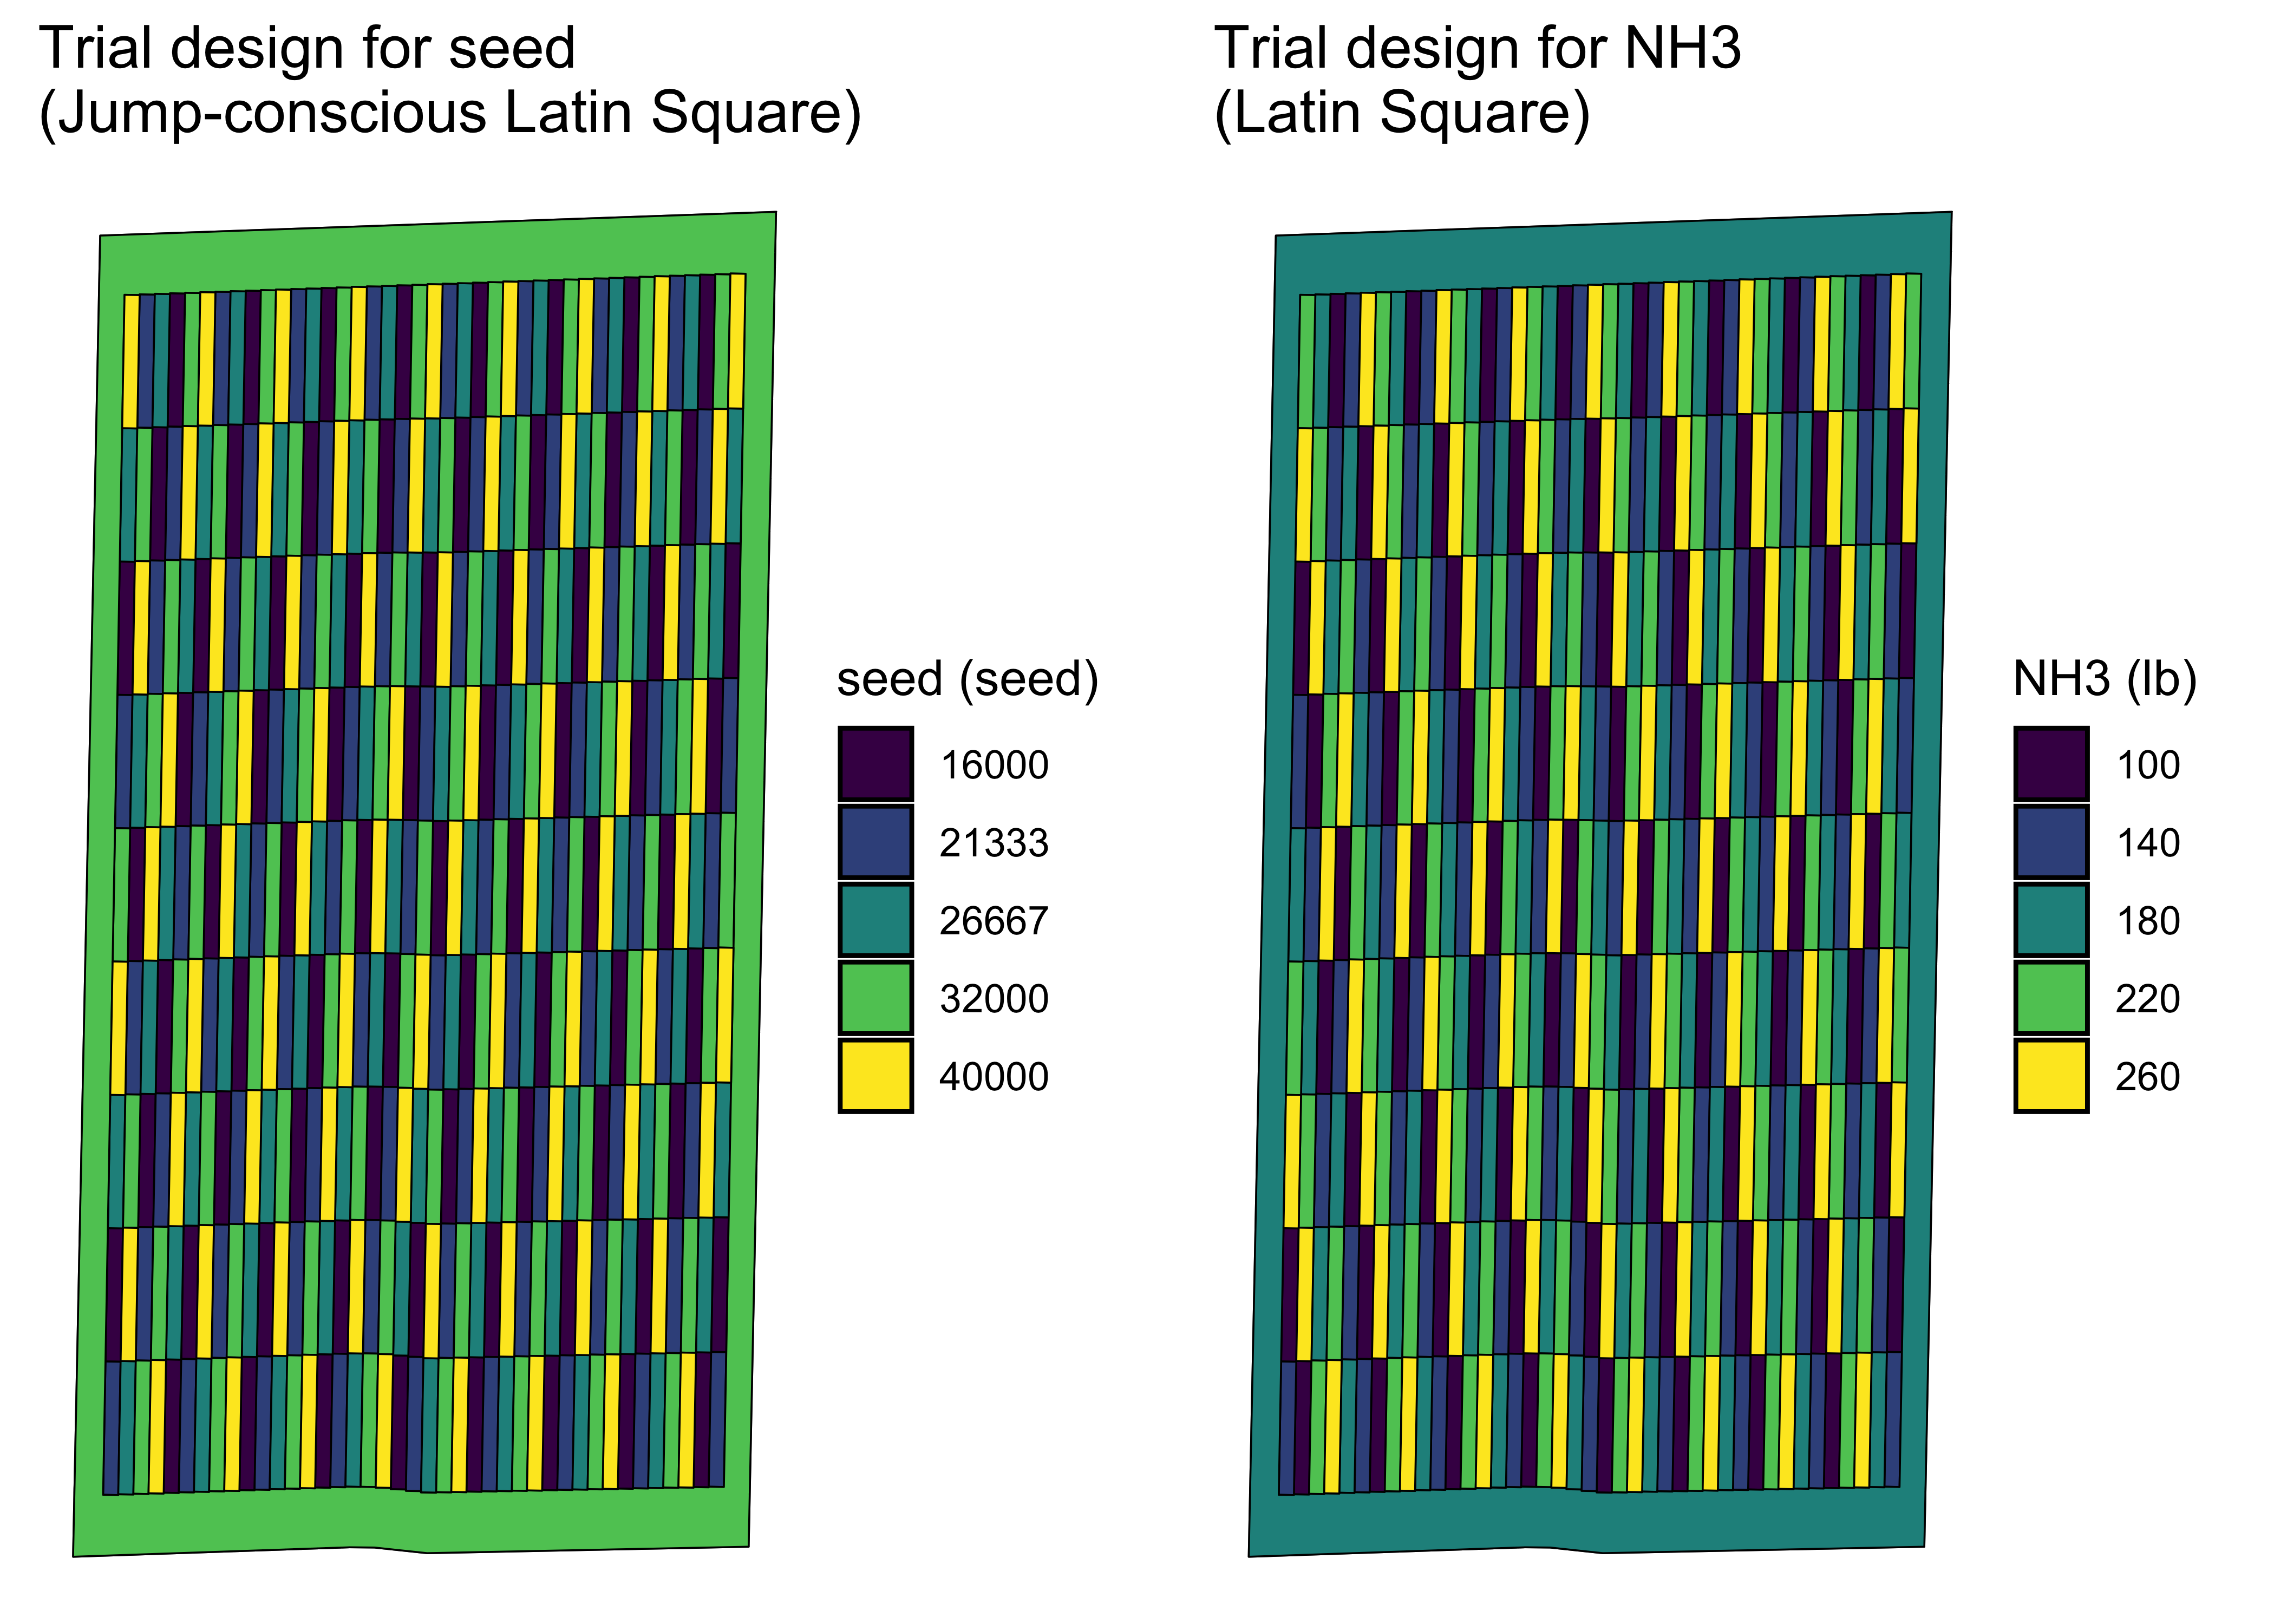 Trial design for seed
(Jump-conscious Latin Square)
seed (seed)
16000
21333
26667
32000
40000
Trial design for NH3
(Latin Square)
NH3 (lb)
100
140
180
220
260